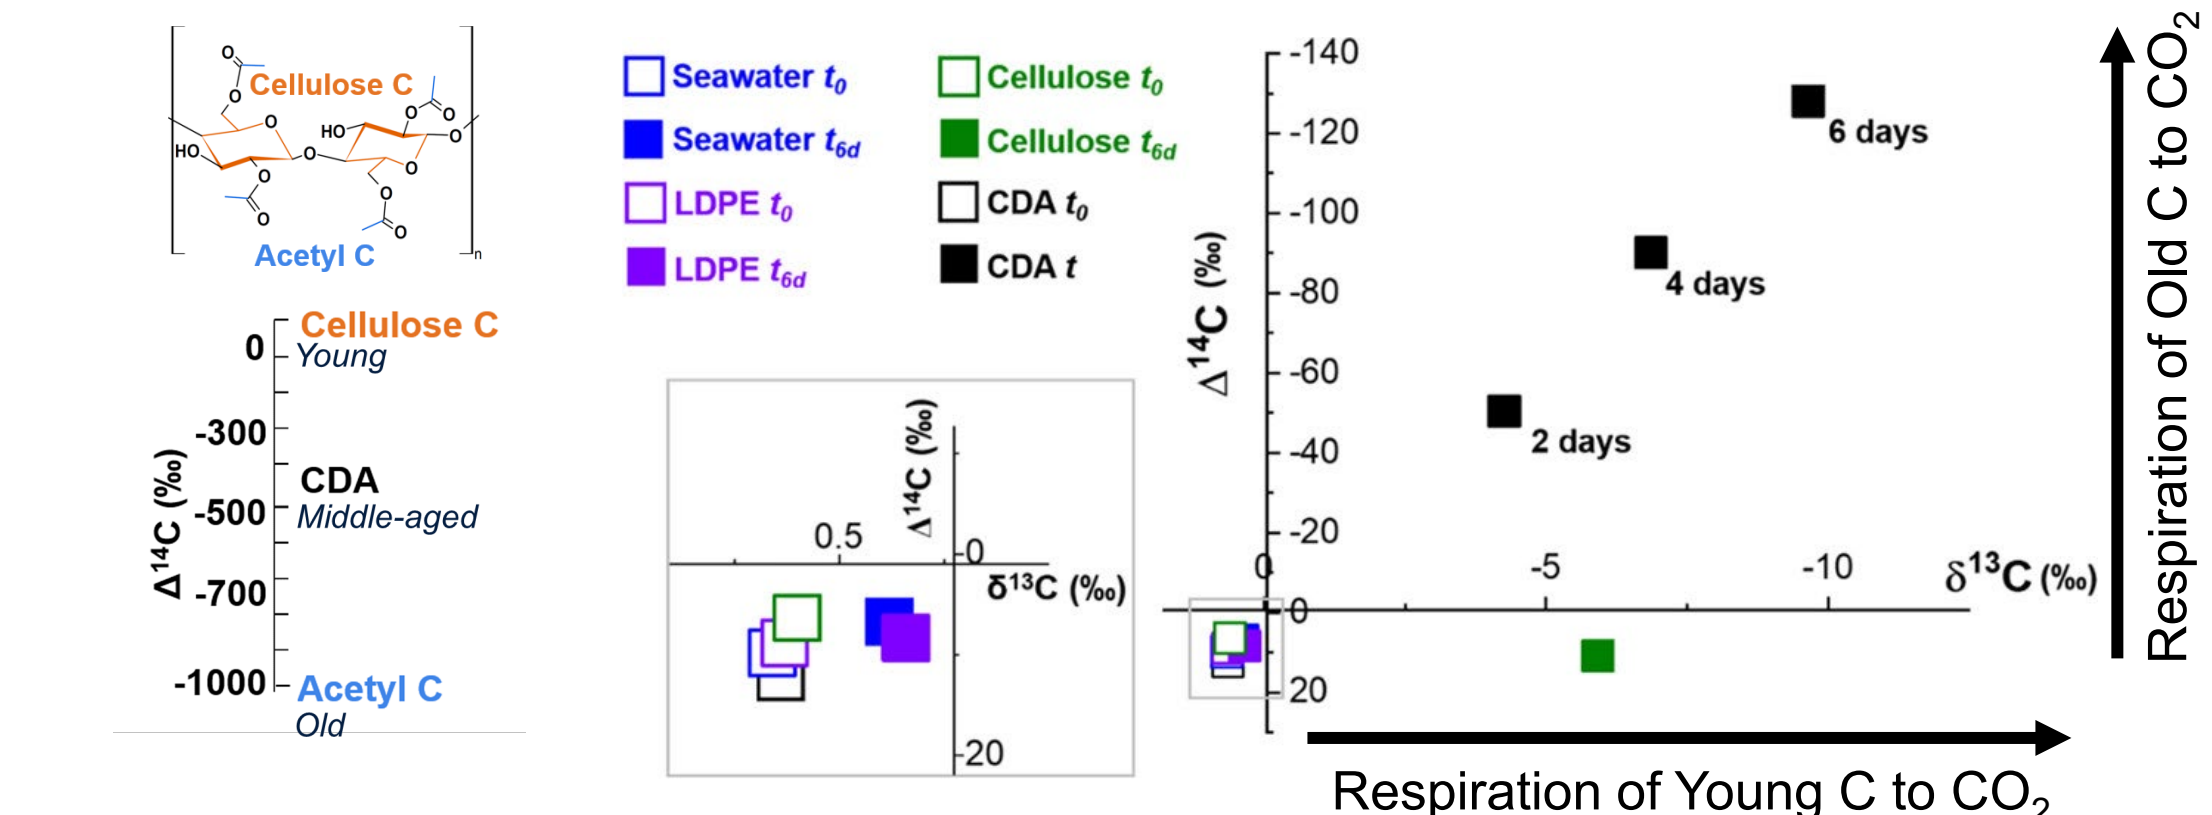 O
Cellulose C
O
O
O
O
HO
O
HO
O
O
O
O
O
O
O
n
Acetyl C
Δ¹⁴C (‰)
0
-300
-500
-700
-1000
Cellulose C
Young
CDA
Middle-aged
Acetyl C
Old
Seawater t₀
Seawater t₆d
LDPE t₀
LDPE t₆d
Cellulose t₀
Cellulose t₆d
CDA t₀
CDA t
Δ¹⁴C (‰)
0.5
0
δ¹³C (‰)
20
Δ¹⁴C (‰)
-140
-120
-100
-80
-60
-40
-20
0
20
0
-5
-10
δ¹³C (‰)
6 days
4 days
2 days
Respiration of Old C to CO₂
Respiration of Young C to CO₂